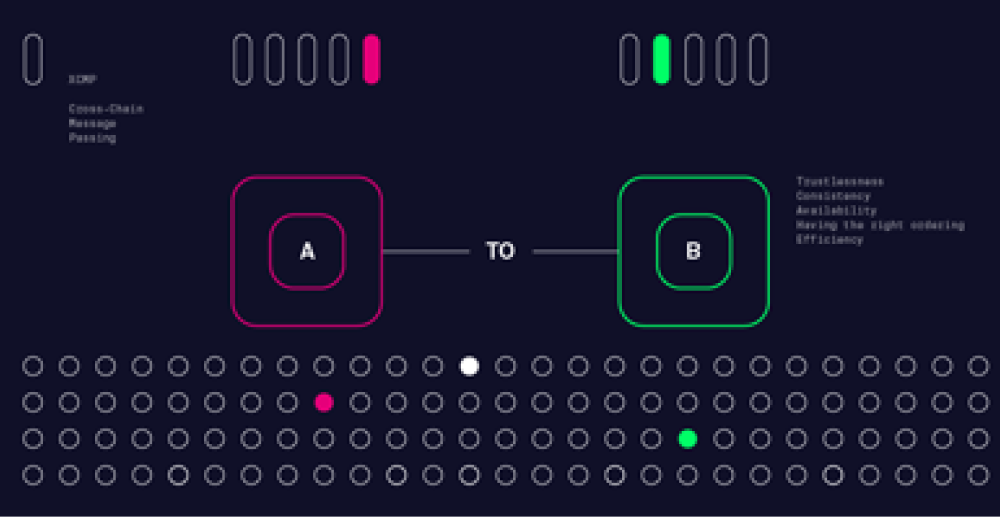 XCMP
Cross-Chain
Message
Passing
A
TO
B
Trustlessness
Consistency
Availability
Having the right ordering
Efficiency